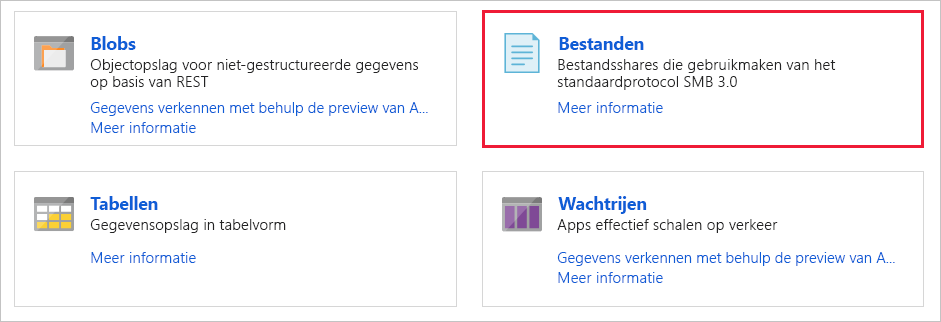 Blobs
Objectopslag voor niet-gestructureerde gegevens
op basis van REST
Gegevens verkennen met behulp de preview van A...
Meer informatie
Bestanden
Bestandsshares die gebruikmaken van het
standaardprotocol SMB 3.0
Meer informatie
Tabellen
Gegevensopslag in tabelvorm
Meer informatie
Wachtrijen
Apps effectief schalen op verkeer
Gegevens verkennen met behulp de preview van A...
Meer informatie